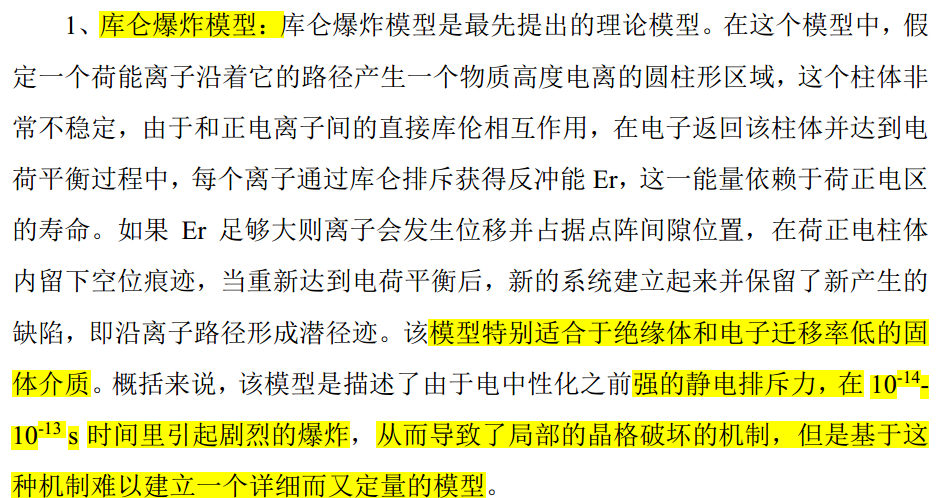 1、库仑爆炸模型：库仑爆炸模型是最先提出的理论模型。在这个模型中，假
定一个荷能离子沿着它的路径产生一个物质高度电离的圆柱形区域，这个柱体非
常不稳定，由于和正电离子间的直接库伦相互作用，在电子返回该柱体并达到电
荷平衡过程中，每个离子通过库仑排斥获得反冲能 Er，这一能量依赖于荷正电区
的寿命。如果 Er 足够大则离子会发生位移并占据点阵间隙位置，在荷正电柱体
内留下空位痕迹，当重新达到电荷平衡后，新的系统建立起来并保留了新产生的
缺陷，即沿离子路径形成潜径迹。该模型特别适合于绝缘体和电子迁移率低的固
体介质。概括来说，该模型是描述了由于电中性化之前强的静电排斥力，在 10⁻¹⁴-
10⁻¹³ s 时间里引起剧烈的爆炸，从而导致了局部的晶格破坏的机制，但是基于这
种机制难以建立一个详细而又定量的模型。